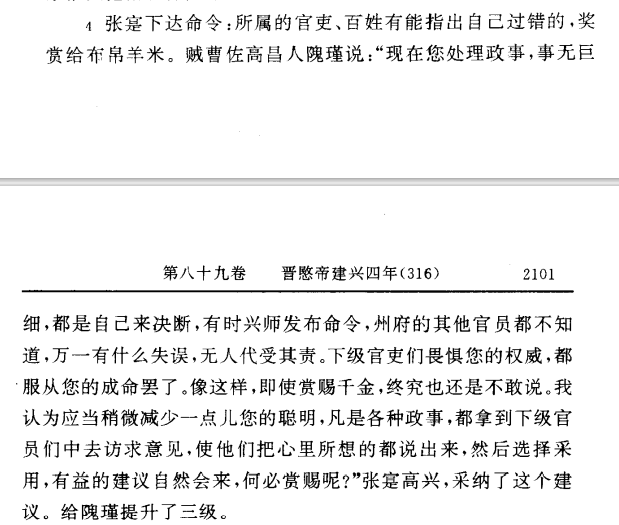 4 张寔下达命令：所属的官吏、百姓有能指出自己过错的，奖
赏给布帛羊米。贼曹佐高昌人隗瑾说：“现在您处理政事，事无巨
第八十九卷 晋愍帝建兴四年(316) 2101
细，都是自己来决断，有时兴师发布命令，州府的其他官员都不知
道，万一有什么失误，无人代受其责。下级官吏们畏惧您的权威，都
服从您的成命罢了。像这样，即使赏赐千金，终究也还是不敢说。我
认为应当稍微减少一点儿您的聪明，凡是各种政事，都拿到下级官
员们中去访求意见，使他们把心里所想的都说出来，然后选择采
用，有益的建议自然会来，何必赏赐呢？”张寔高兴，采纳了这个建
议。给隗瑾提升了三级。